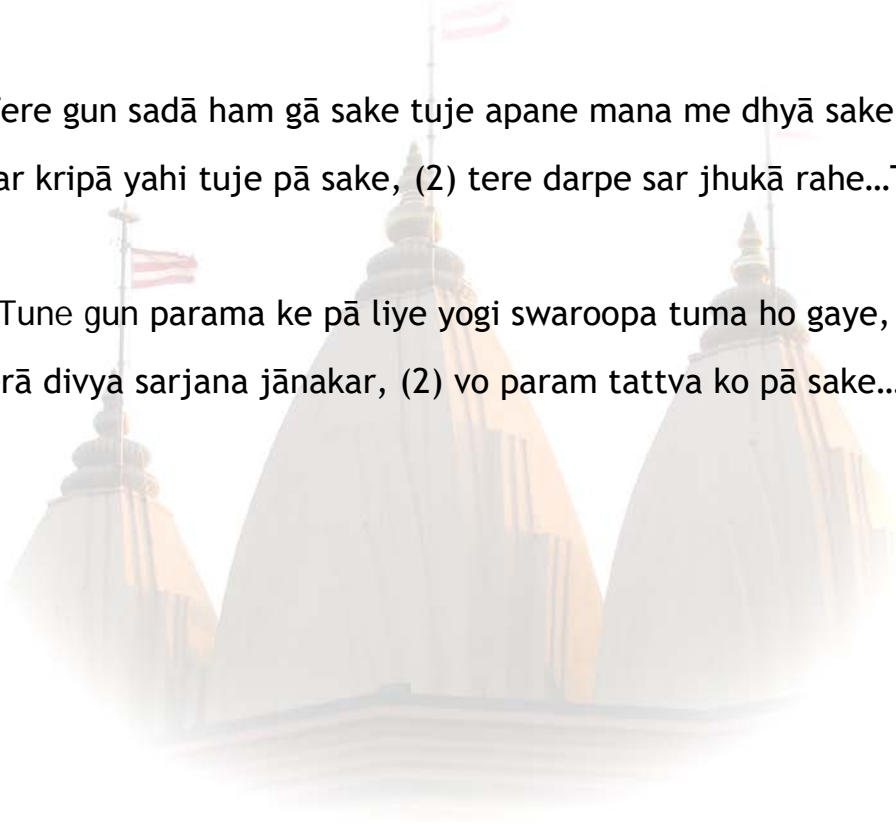 ere gun sadā ham gā sake tuje apane mana me dhyā sake
ar kripā yahi tuje pā sake, (2) tere darpe sar jhukā rahe…T
Tune gun parama ke pā liye yogi swaroopa tuma ho gaye,
rā divya sarjana jānakar, (2) vo param tattva ko pā sake…